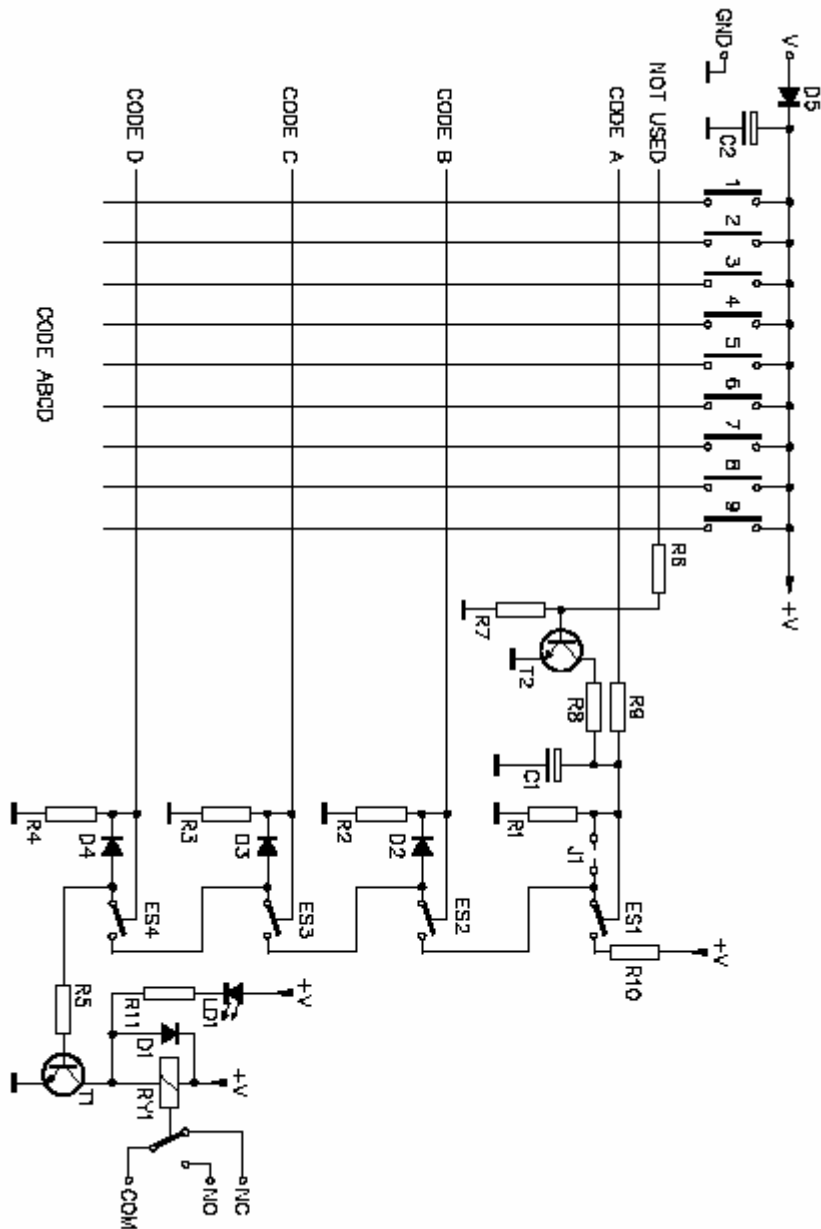 V
GND
D5
C2
+V
1
2
3
4
5
6
7
8
9
NOT USED
CODE A
CODE B
CODE C
CODE D
CODE ABCD
R6
R7
T2
R8
R9
C1
R1
J1
ES1
R10
+V
R2
D2
ES2
R3
D3
ES3
R4
D4
ES4
R5
T1
R11
LD1
+V
D1
RY1
+V
NC
NO
COM